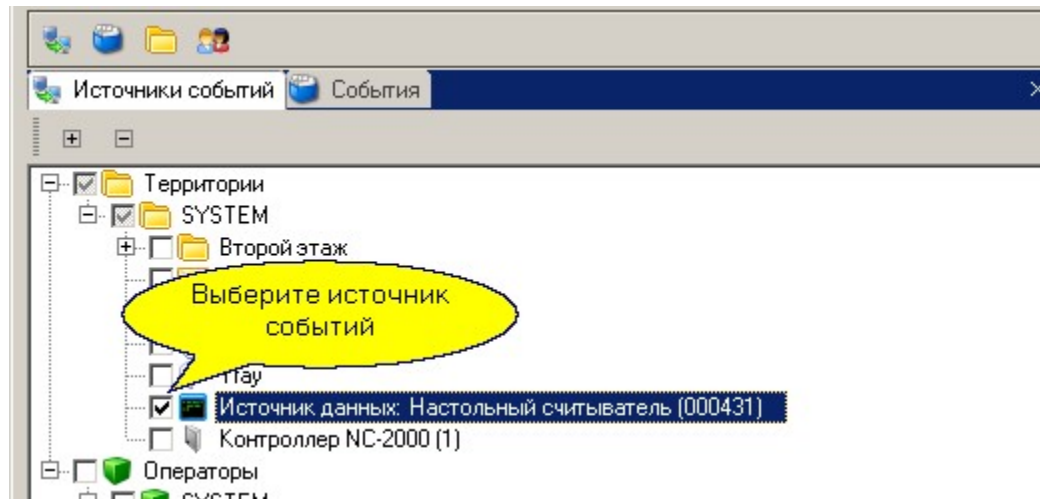 Источники событий События
Территории
SYSTEM
Второй этаж
Выберите источник
событий
Источник данных: Настольный считыватель (000431)
Контроллер NC-2000 (1)
Операторы
SYSTEM